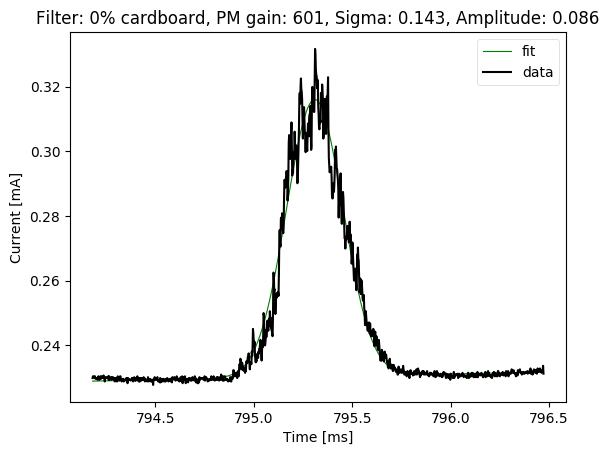 Filter: 0% cardboard, PM gain: 601, Sigma: 0.143, Amplitude: 0.086
fit
data
0.32
0.30
0.28
0.26
0.24
Current [mA]
794.5 795.0 795.5 796.0 796.5
Time [ms]